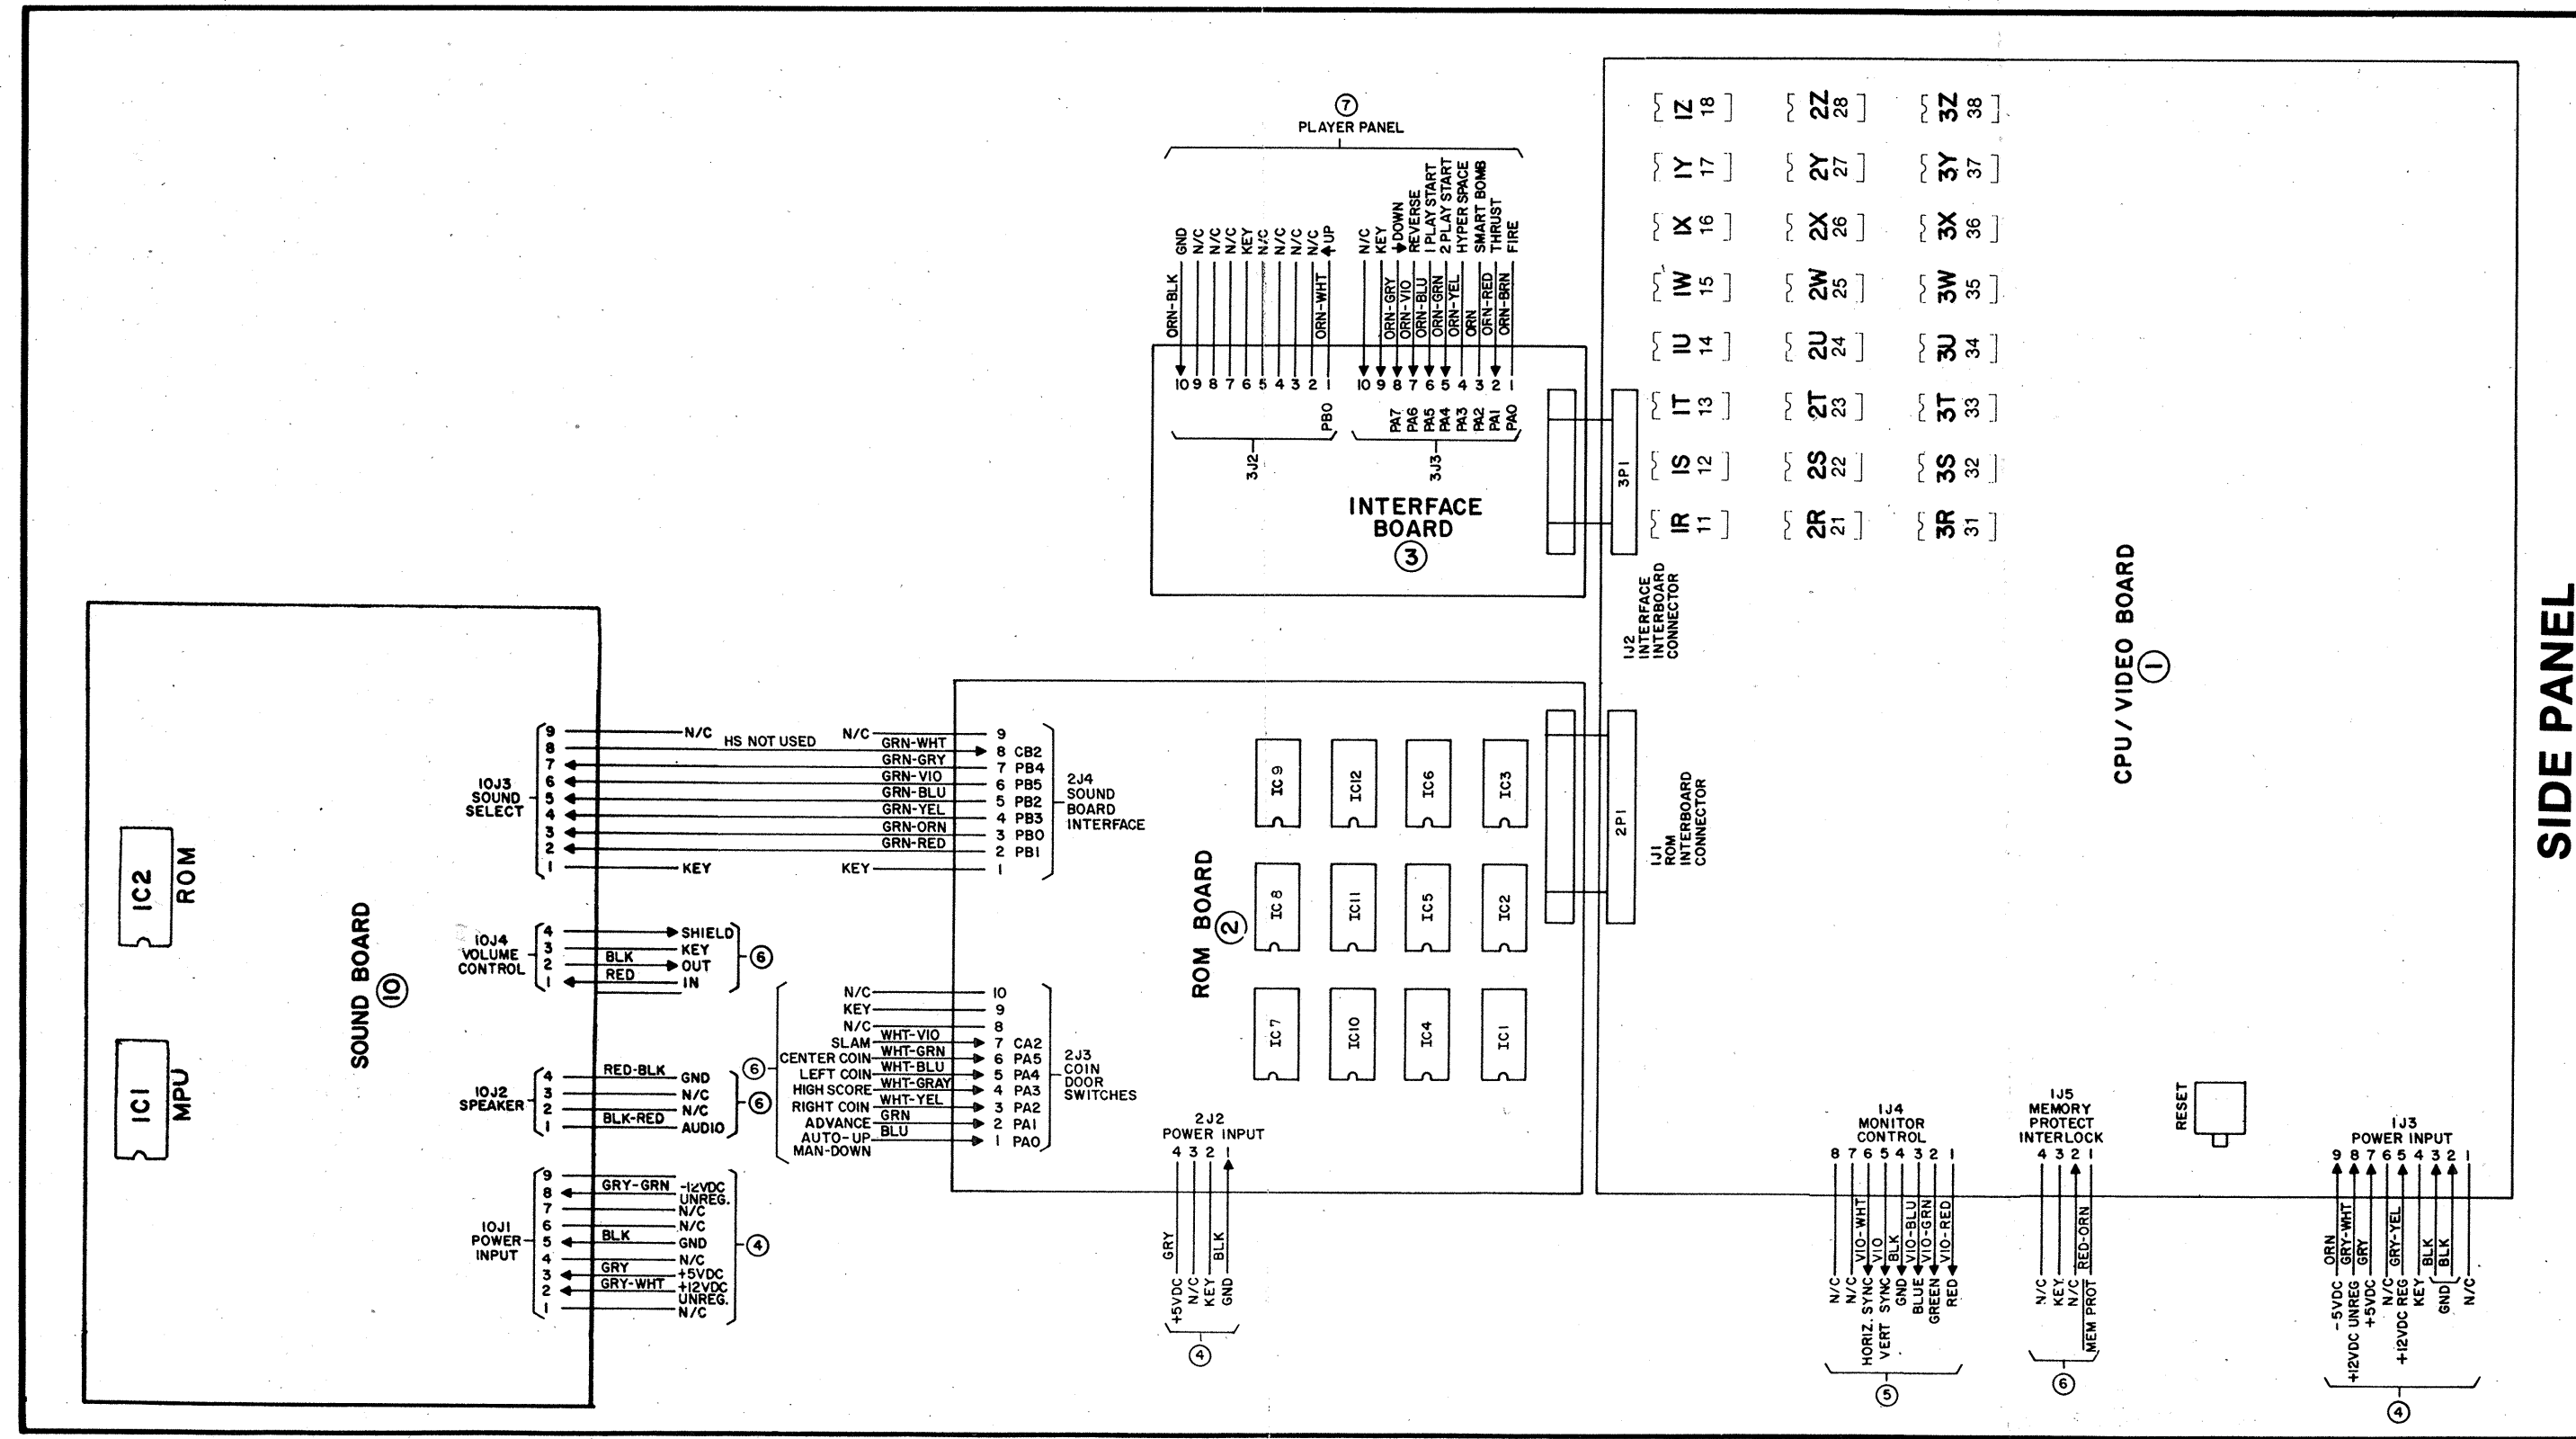 7
PLAYER PANEL
GND
N/C
N/C
N/C
KEY
N/C
N/C
N/C
N/C
UP
ORN-BLK
ORN-WHT
10 9 8 7 6 5 4 3 2 1
PB0
3J2
N/C
KEY
DOWN
REVERSE
1 PLAY START
2 PLAY START
HYPER SPACE
SMART BOMB
THRUST
FIRE
ORN-GRY
ORN-VIO
ORN-BLU
ORN-GRN
ORN-YEL
ORN
ORN-RED
ORN-BRN
10 9 8 7 6 5 4 3 2 1
PA7
PA6
PA5
PA4
PA3
PA2
PA1
PA0
3J3
INTERFACE
BOARD
3
3P1
1J2
INTERFACE
INTERBOARD
CONNECTOR
1Z 18
2Z 28
3Z 38
1Y 17
2Y 27
3Y 37
1X 16
2X 26
3X 36
1W 15
2W 25
3W 35
1U 14
2U 24
3U 34
1T 13
2T 23
3T 33
1S 12
2S 22
3S 32
1R 11
2R 21
3R 31
CPU/VIDEO BOARD
1
SIDE PANEL
IC2
ROM
IC1
MPU
SOUND BOARD
10
10J3
SOUND
SELECT
9 N/C
8 HS NOT USED
7
6
5
4
3
2
1 KEY
N/C 9
GRN-WHT 8 CB2
GRN-GRY 7 PB4
GRN-VIO 6 PB5
GRN-BLU 5 PB2
GRN-YEL 4 PB3
GRN-ORN 3 PB0
GRN-RED 2 PB1
KEY 1
2J4
SOUND
BOARD
INTERFACE
10J4
VOLUME
CONTROL
4 SHIELD
3 KEY
2 BLK OUT
1 RED IN
6
10J2
SPEAKER
4 RED-BLK GND
3 N/C
2 N/C
1 BLK-RED AUDIO
6
10J1
POWER
INPUT
9
8 GRY-GRN -12VDC
UNREG.
7 N/C
6 N/C
5 BLK GND
4 N/C
3 GRY +5VDC
2 GRY-WHT +12VDC
UNREG.
1 N/C
4
6
N/C 10
KEY 9
N/C 8
SLAM WHT-VIO 7 CA2
CENTER COIN WHT-GRN 6 PA5
LEFT COIN WHT-BLU 5 PA4
HIGH SCORE WHT-GRAY 4 PA3
RIGHT COIN WHT-YEL 3 PA2
ADVANCE GRN 2 PA1
AUTO-UP BLU 1 PA0
MAN-DOWN
2J3
COIN
DOOR
SWITCHES
ROM BOARD
2
IC9
IC12
IC6
IC3
IC8
IC11
IC5
IC2
IC7
IC10
IC4
IC1
2P1
1J1
ROM
INTERBOARD
CONNECTOR
2J2
POWER INPUT
4 3 2 1
GRY
BLK
+5VDC
N/C
KEY
GND
4
1J4
MONITOR
CONTROL
8 7 6 5 4 3 2 1
VIO-WHT
VIO
BLK
VIO-BLU
VIO-GRN
VIO-RED
N/C
N/C
HORIZ. SYNC
VERT SYNC
GND
BLUE
GREEN
RED
5
1J5
MEMORY
PROTECT
INTERLOCK
4 3 2 1
RED-ORN
N/C
KEY
N/C
MEM PROT
6
RESET
1J3
POWER INPUT
9 8 7 6 5 4 3 2 1
ORN
GRY-WHT
GRY
GRY-YEL
BLK
BLK
-5VDC
+12VDC UNREG
+5VDC
N/C
+12VDC REG
KEY
GND
N/C
4